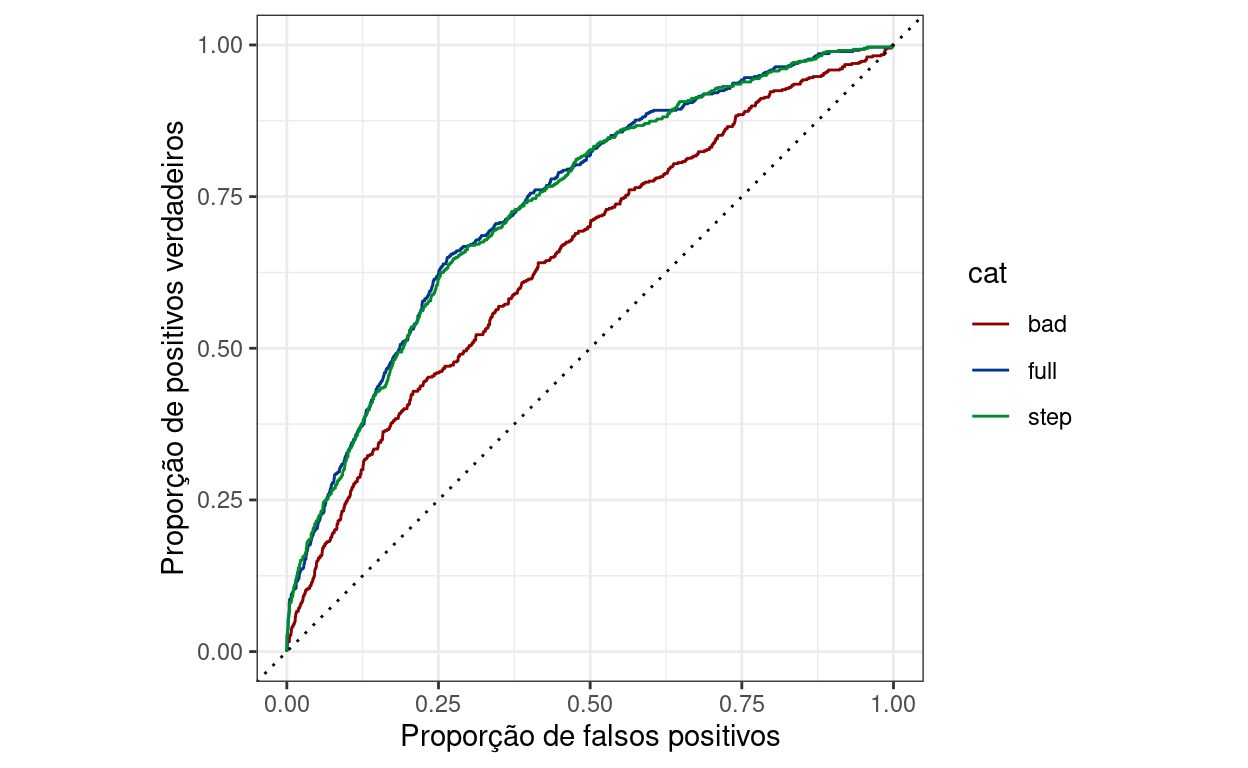 1.00
0.75
0.50
0.25
0.00
Proporção de positivos verdadeiros
0.00 0.25 0.50 0.75 1.00
Proporção de falsos positivos
cat
bad
full
step